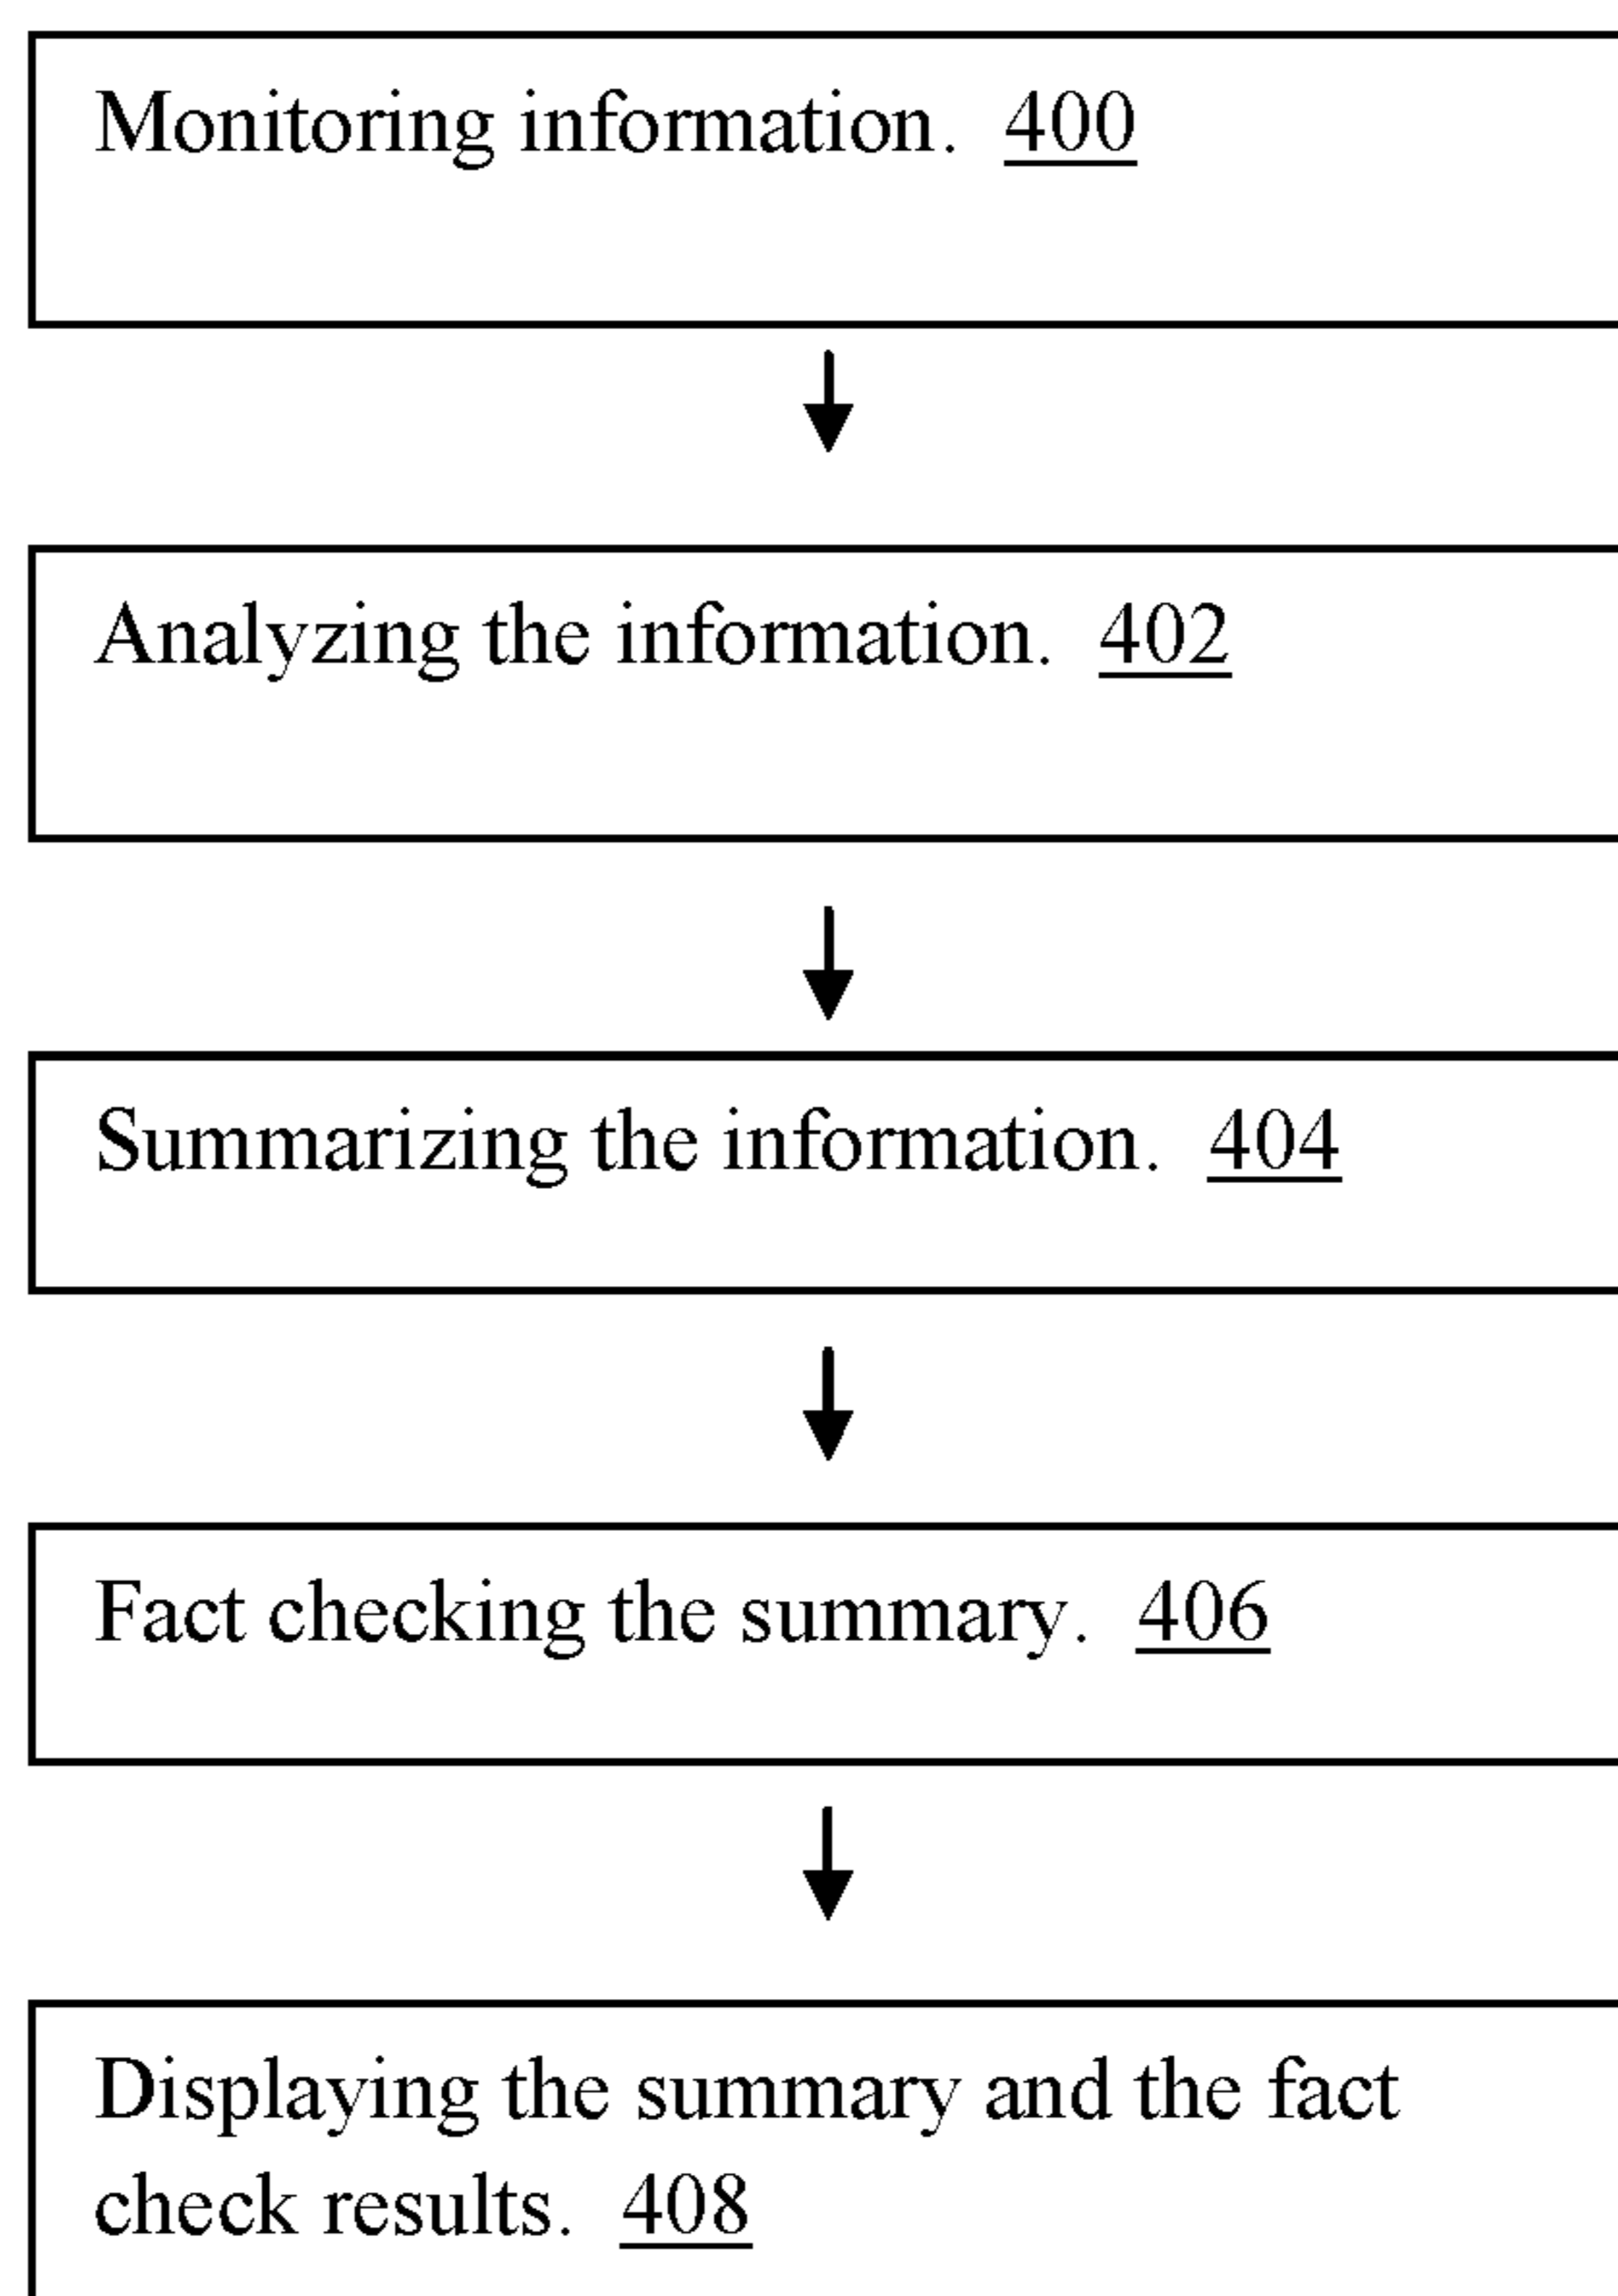 Monitoring information. 400
Analyzing the information. 402
Summarizing the information. 404
Fact checking the summary. 406
Displaying the summary and the fact
check results. 408